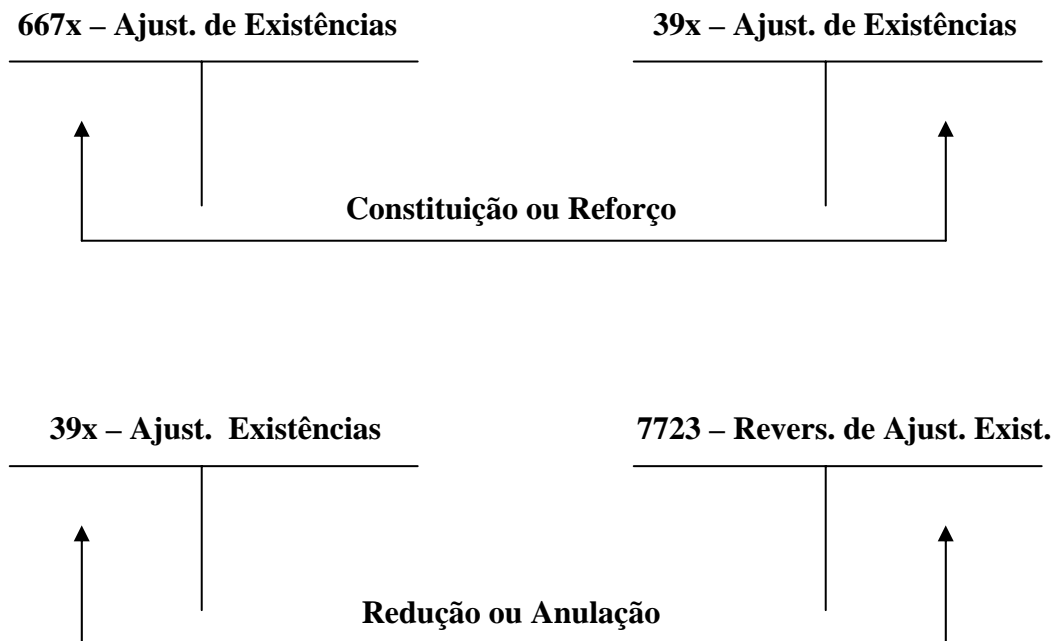 667x – Ajust. de Existências
39x – Ajust. de Existências
Constituição ou Reforço
39x – Ajust. Existências
7723 – Revers. de Ajust. Exist.
Redução ou Anulação